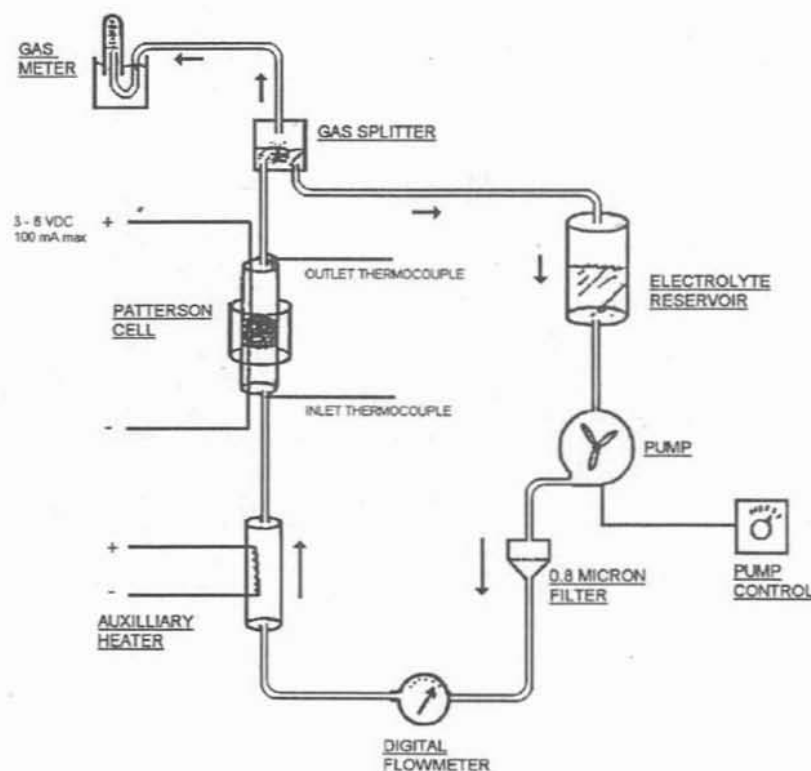 GAS
METER
GAS SPLITTER
3 - 8 VDC
100 mA max
+
OUTLET THERMOCOUPLE
ELECTROLYTE
RESERVOIR
PATTERSON
CELL
INLET THERMOCOUPLE
-
PUMP
+
-
0.8 MICRON
FILTER
PUMP
CONTROL
AUXILLIARY
HEATER
DIGITAL
FLOWMETER